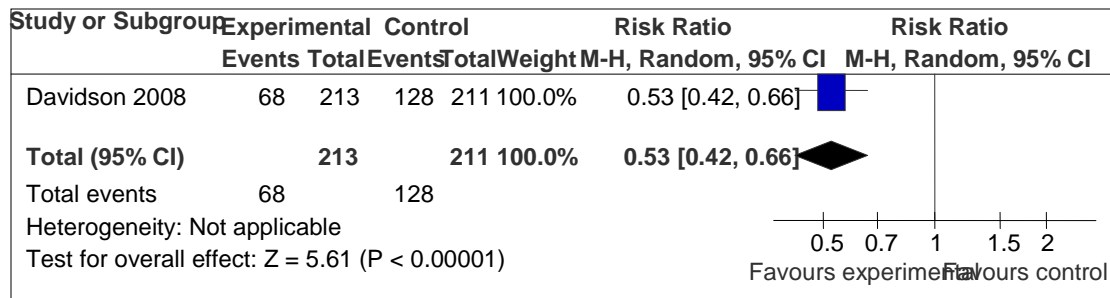 Study or Subgroup Experimental Control Risk Ratio Risk Ratio
Events Total Events Total Weight M-H, Random, 95% CI M-H, Random, 95% CI
Davidson 2008 68 213 128 211 100.0% 0.53 [0.42, 0.66]
Total (95% CI) 213 211 100.0% 0.53 [0.42, 0.66]
Total events 68 128
Heterogeneity: Not applicable
Test for overall effect: Z = 5.61 (P < 0.00001)
0.5 0.7 1 1.5 2
Favours experimental Favours control